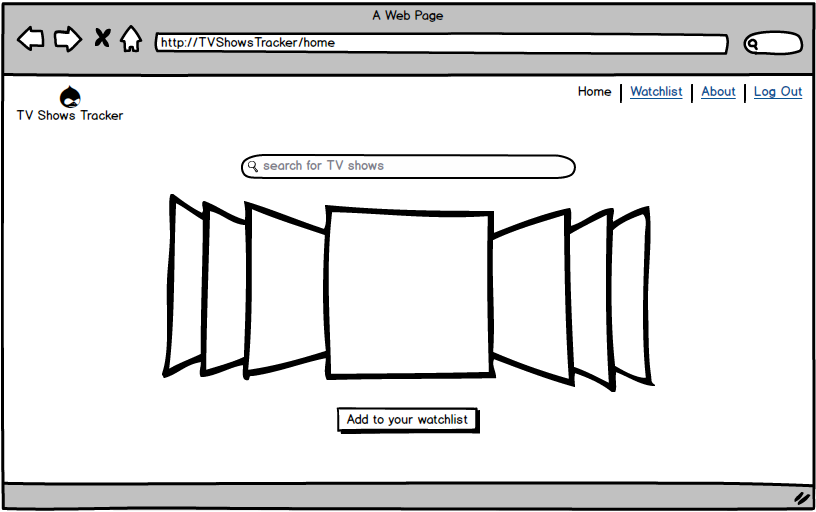 A Web Page
http://TVShowsTracker/home
TV Shows Tracker
Home | Watchlist | About | Log Out
search for TV shows
Add to your watchlist